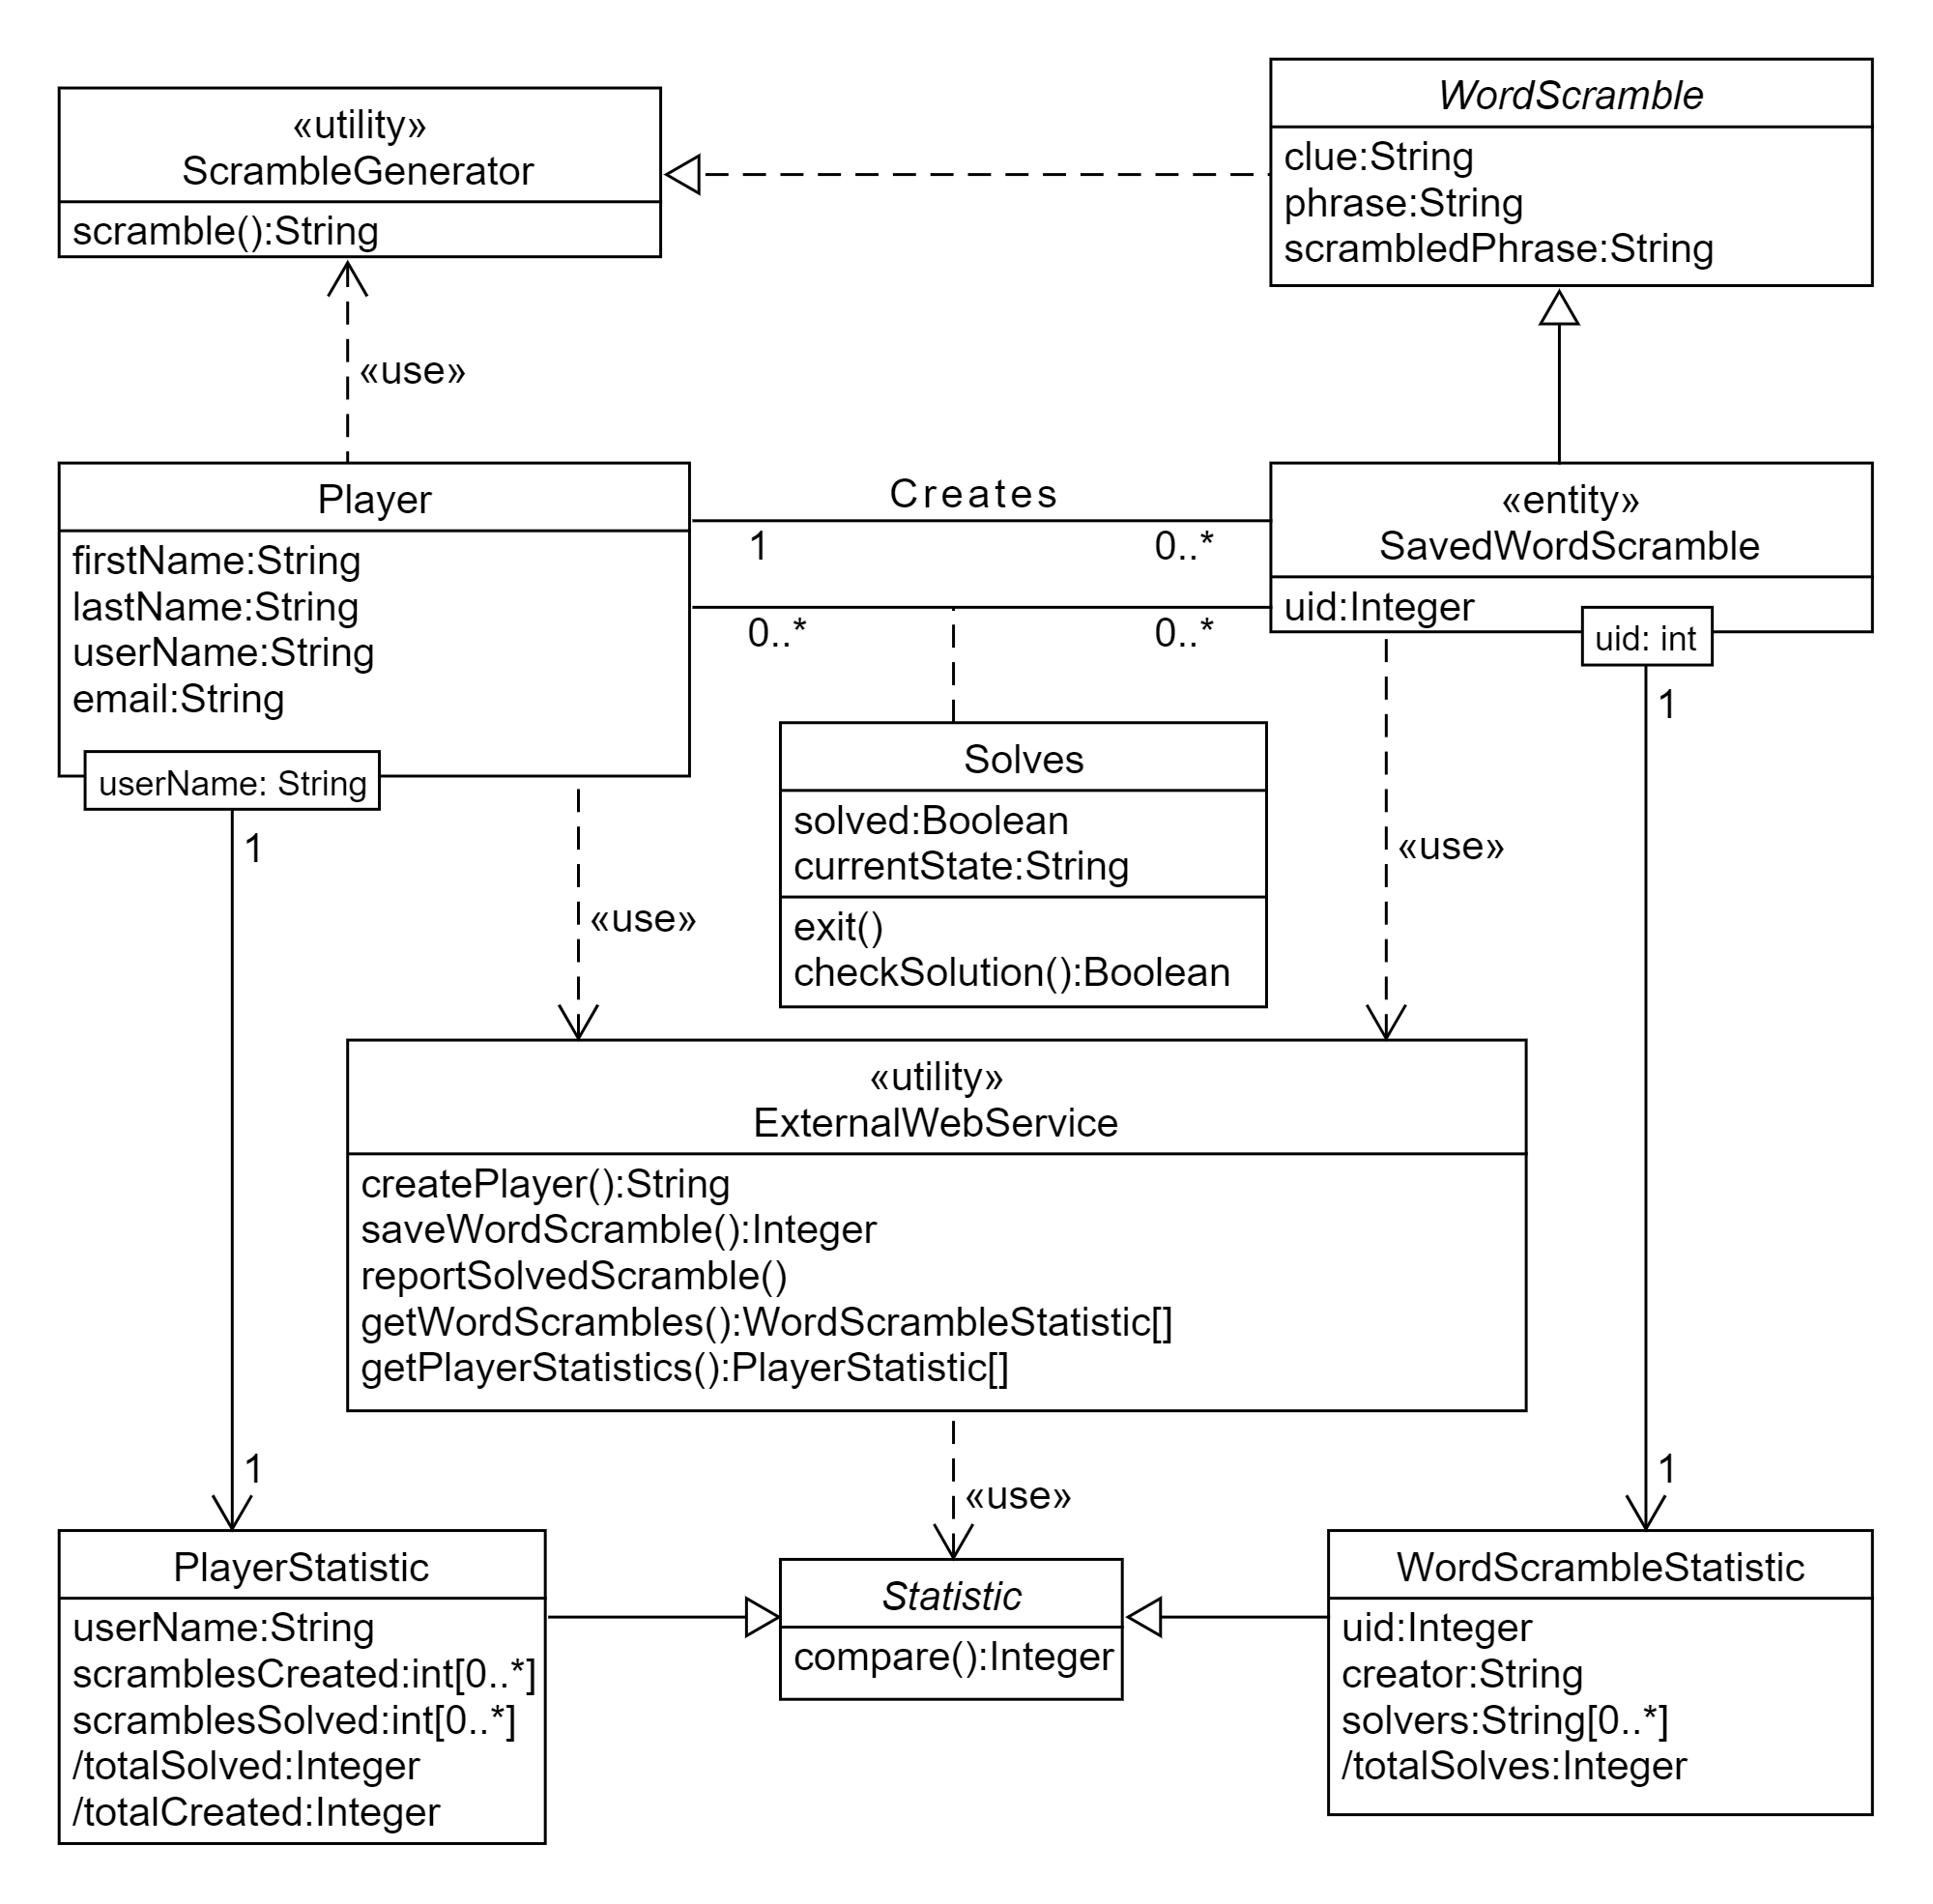 «utility»
ScrambleGenerator
scramble():String
WordScramble
clue:String
phrase:String
scrambledPhrase:String
«use»
Player
firstName:String
lastName:String
userName:String
email:String
userName: String
Creates
1
0..*
0..*
0..*
«entity»
SavedWordScramble
uid:Integer
uid: int
1
Solves
solved:Boolean
currentState:String
exit()
checkSolution():Boolean
1
«use»
«use»
«utility»
ExternalWebService
createPlayer():String
saveWordScramble():Integer
reportSolvedScramble()
getWordScrambles():WordScrambleStatistic[]
getPlayerStatistics():PlayerStatistic[]
1
«use»
1
PlayerStatistic
userName:String
scramblesCreated:int[0..*]
scramblesSolved:int[0..*]
/totalSolved:Integer
/totalCreated:Integer
Statistic
compare():Integer
WordScrambleStatistic
uid:Integer
creator:String
solvers:String[0..*]
/totalSolves:Integer